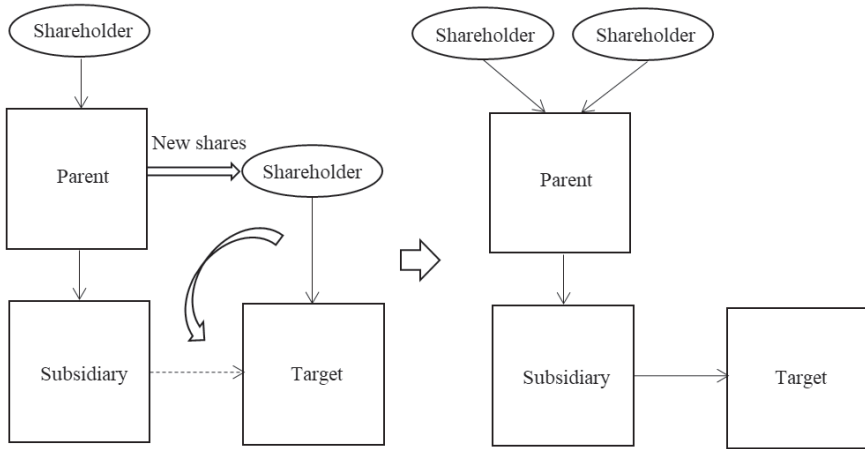 Shareholder
New shares
Parent
Shareholder
Subsidiary
Target
Shareholder
Shareholder
Parent
Subsidiary
Target